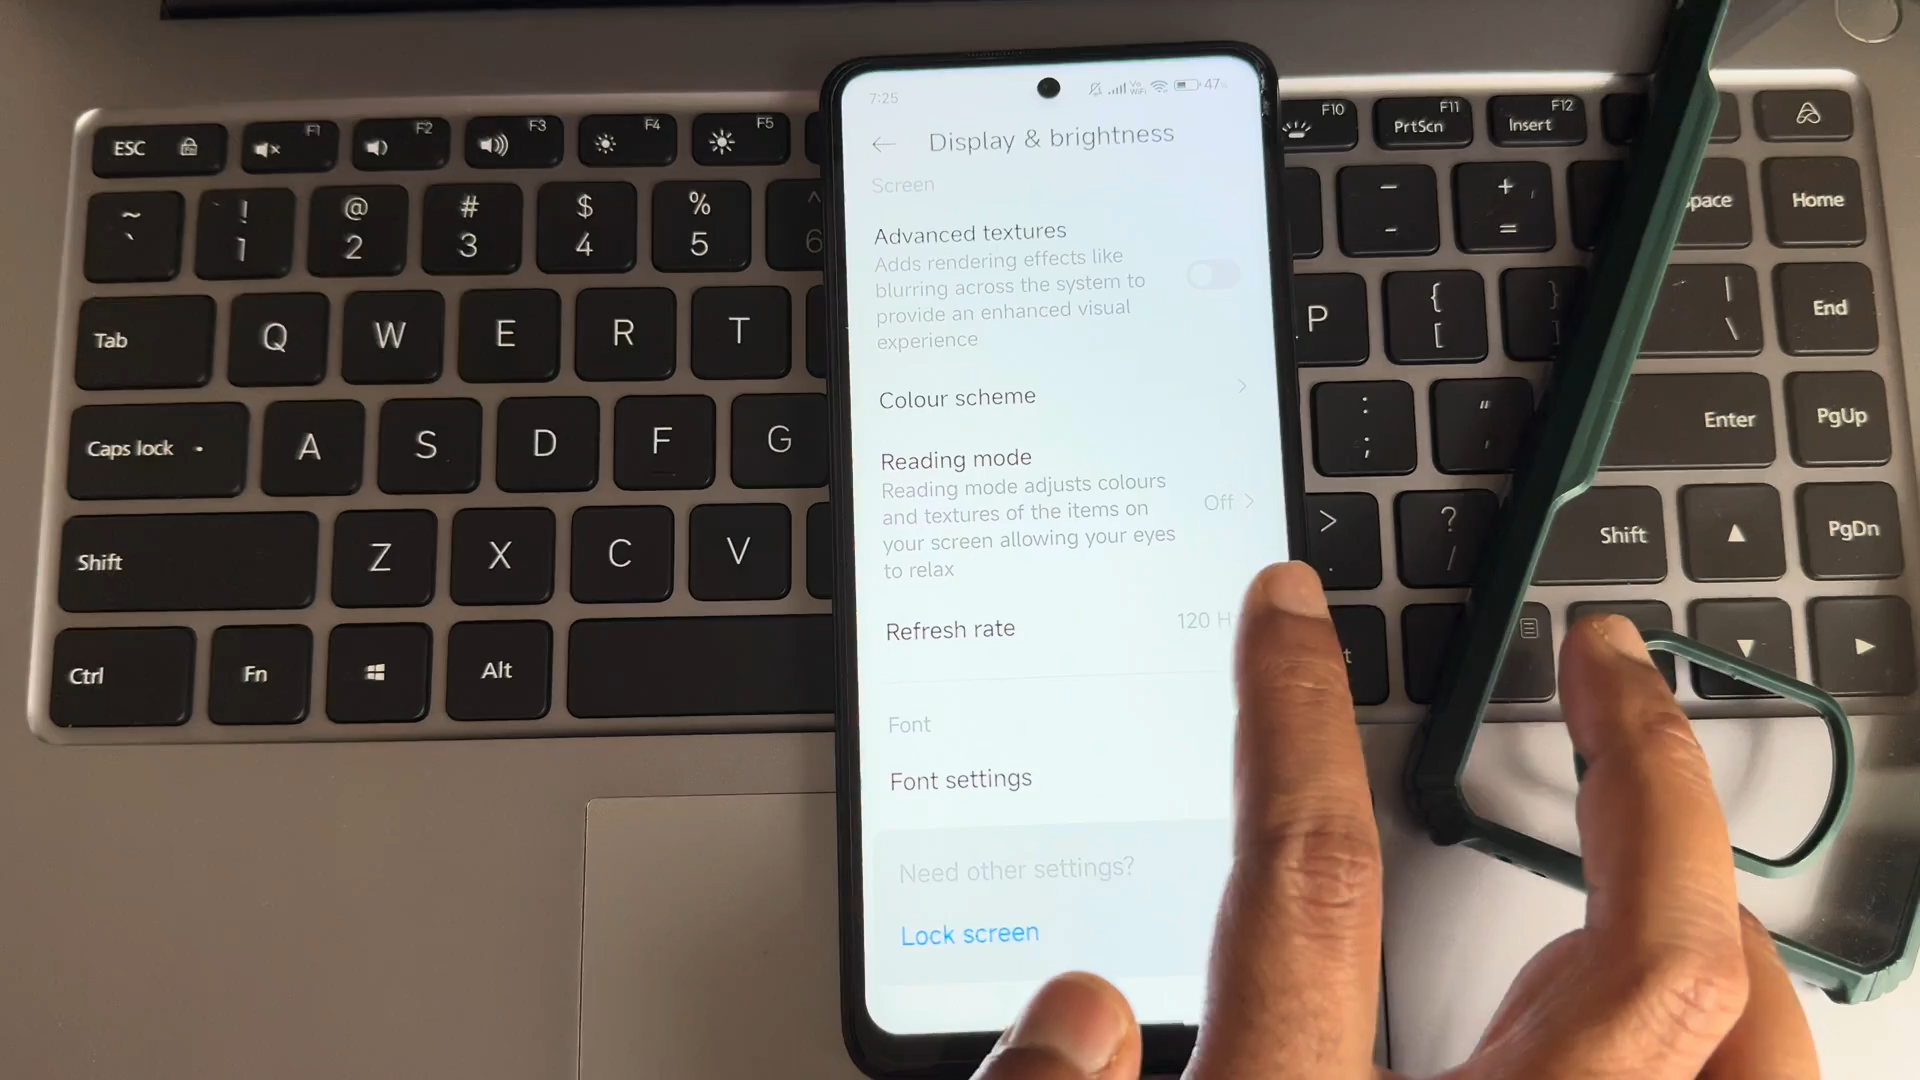 7:25
Vo
WiFi
47%
Display & brightness
Screen
Advanced textures
Adds rendering effects like
blurring across the system to
provide an enhanced visual
experience
Colour scheme
Reading mode
Reading mode adjusts colours
and textures of the items on
your screen allowing your eyes
to relax
Off
Refresh rate
120 H
Font
Font settings
Need other settings?
Lock screen
ESC F1 F2 F3 F4 F5
~ ! @ # $ % ^
` 1 2 3 4 5 6
Tab Q W E R T
Caps lock A S D F G
Shift Z X C V
Ctrl Fn Alt
F10 F11 F12
PrtScn Insert
_ + pace Home
- =
P { } | End
[ ] \
: " Enter PgUp
; '
> ? Shift PgDn
. /
t